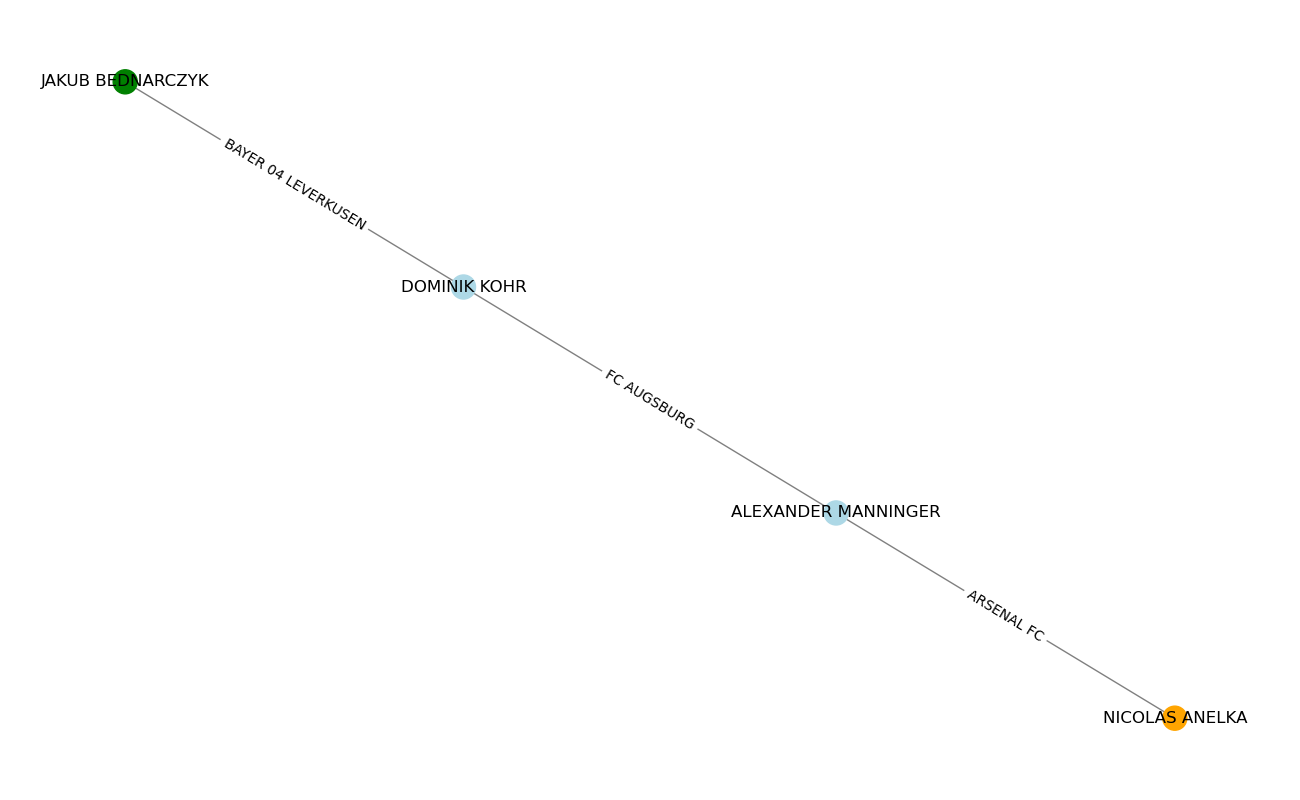 JAKUB BEDNARCZYK
BAYER 04 LEVERKUSEN
DOMINIK KOHR
FC AUGSBURG
ALEXANDER MANNINGER
ARSENAL FC
NICOLAS ANELKA